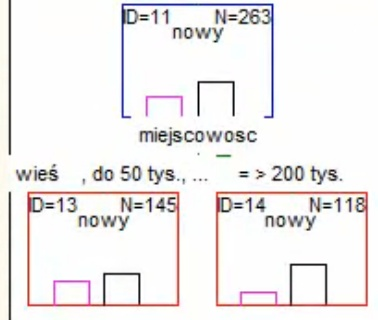 ID=11 N=263
nowy
miejscowosc
wieś , do 50 tys., ... = > 200 tys.
ID=13 N=145 ID=14 N=118
nowy nowy